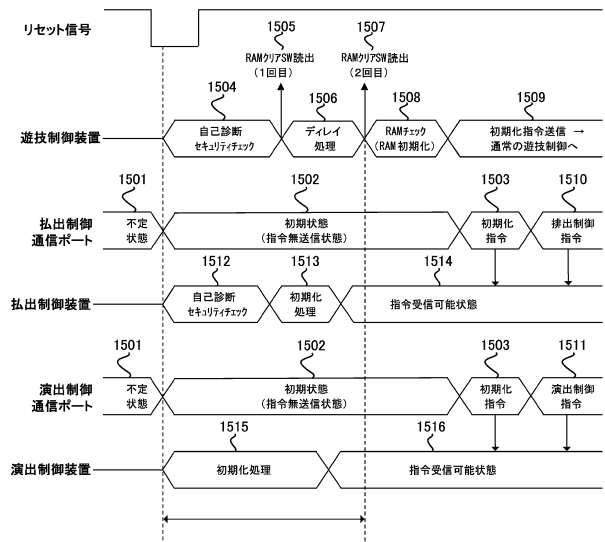 リセット信号
1505
1507
RAMクリアSW読出
(1回目)
RAMクリアSW読出
(2回目)
1504
1506
1508
1509
遊技制御装置
自己診断
セキュリティチェック
ディレイ
処理
RAMチェック
(RAM初期化)
初期化指令送信 →
通常の遊技制御へ
1501
1502
1503
1510
払出制御
通信ポート
不定
状態
初期状態
(指令無送信状態)
初期化
指令
排出制御
指令
1512
1513
1514
払出制御装置
自己診断
セキュリティチェック
初期化
処理
指令受信可能状態
1501
1502
1503
1511
演出制御
通信ポート
不定
状態
初期状態
(指令無送信状態)
初期化
指令
演出制御
指令
1515
1516
演出制御装置
初期化処理
指令受信可能状態